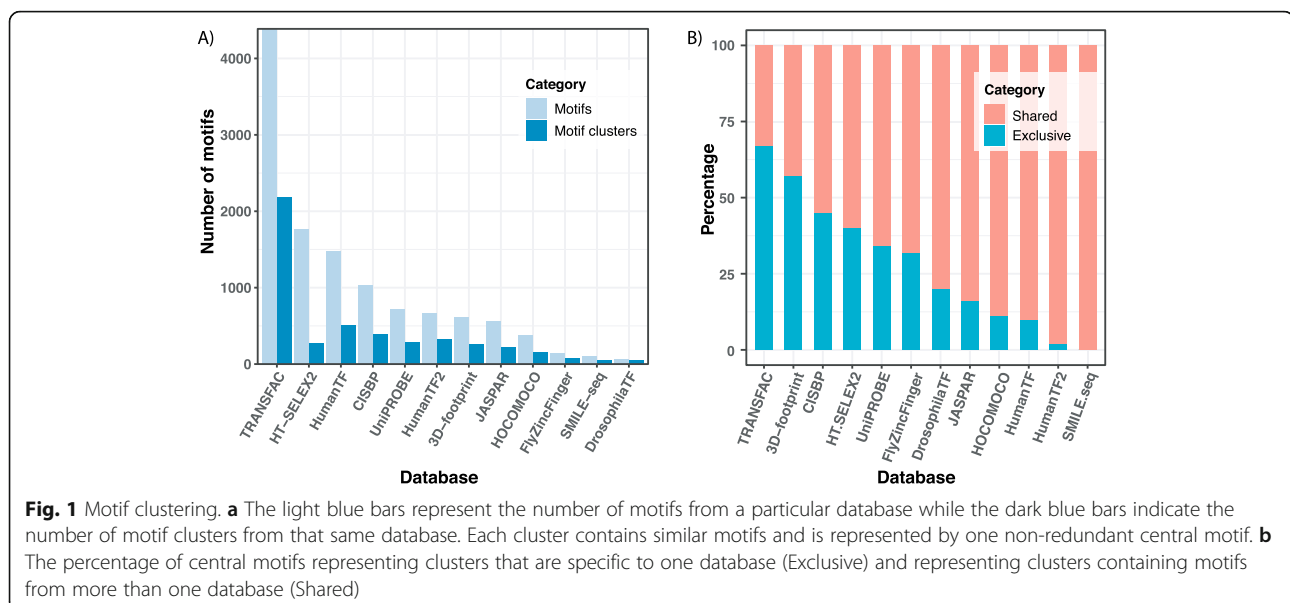 A)
4000
3000
2000
1000
0
Number of motifs
Category
Motifs
Motif clusters
TRANSFAC
HT-SELEX2
HumanTF
CISBP
UniPROBE
HumanTF2
3D-footprint
JASPAR
HOCOMOCO
FlyZincFinger
SMILE-seq
DrosophilaTF
Database
B)
100
75
50
25
0
Percentage
Category
Shared
Exclusive
TRANSFAC
3D-footprint
CISBP
HT.SELEX2
UniPROBE
FlyZincFinger
DrosophilaTF
JASPAR
HOCOMOCO
HumanTF
HumanTF2
SMILE.seq
Database
Fig. 1 Motif clustering. a The light blue bars represent the number of motifs from a particular database while the dark blue bars indicate the
number of motif clusters from that same database. Each cluster contains similar motifs and is represented by one non-redundant central motif. b
The percentage of central motifs representing clusters that are specific to one database (Exclusive) and representing clusters containing motifs
from more than one database (Shared)